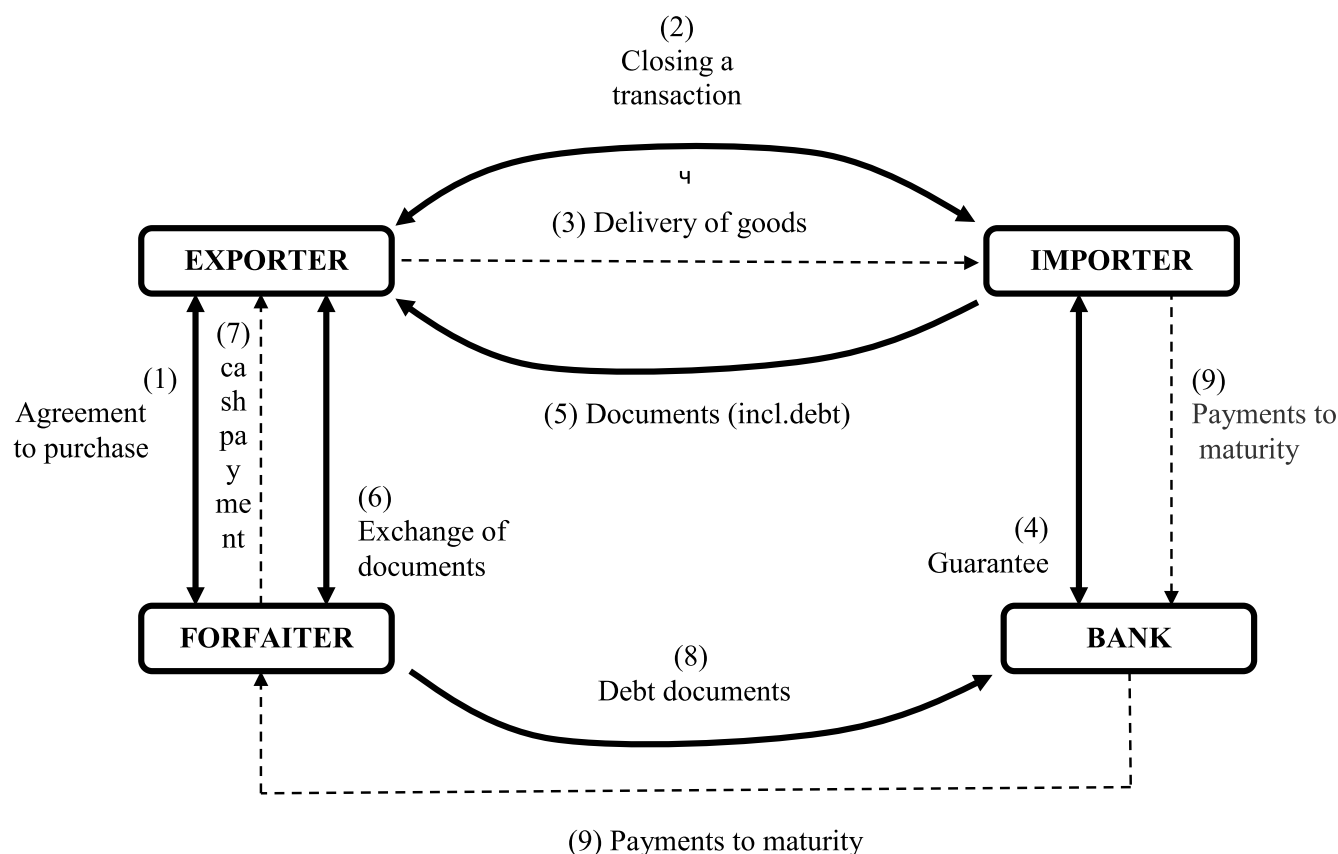 (2)
Closing a
transaction
ч
(3) Delivery of goods
EXPORTER
IMPORTER
(7)
ca
sh
pa
y
me
nt
(1)
Agreement
to purchase
(5) Documents (incl.debt)
(9)
Payments to
maturity
(6)
Exchange of
documents
(4)
Guarantee
FORFAITER
BANK
(8)
Debt documents
(9) Payments to maturity